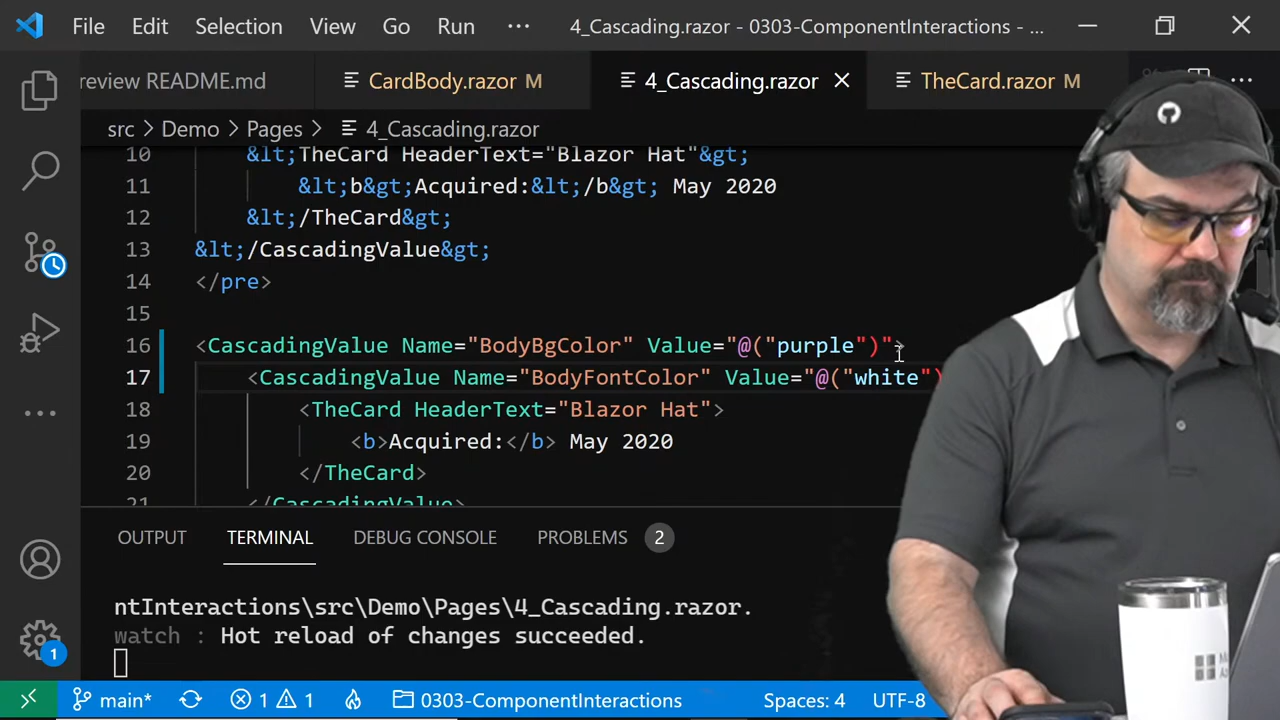 File Edit Selection View Go Run ··· 4_Cascading.razor - 0303-ComponentInteractions - ...
review README.md CardBody.razor M 4_Cascading.razor TheCard.razor M
src > Demo > Pages > 4_Cascading.razor
10 &lt;TheCard HeaderText="Blazor Hat"&gt;
11 &lt;b&gt;Acquired:&lt;/b&gt; May 2020
12 &lt;/TheCard&gt;
13 &lt;/CascadingValue&gt;
14 </pre>
15
16 <CascadingValue Name="BodyBgColor" Value="@("purple")">
17 <CascadingValue Name="BodyFontColor" Value="@("white")
18 <TheCard HeaderText="Blazor Hat">
19 <b>Acquired:</b> May 2020
20 </TheCard>
21 </CascadingValue>
OUTPUT TERMINAL DEBUG CONSOLE PROBLEMS 2
ntInteractions\src\Demo\Pages\4_Cascading.razor.
watch : Hot reload of changes succeeded.
1
main* 1 1 0303-ComponentInteractions Spaces: 4 UTF-8